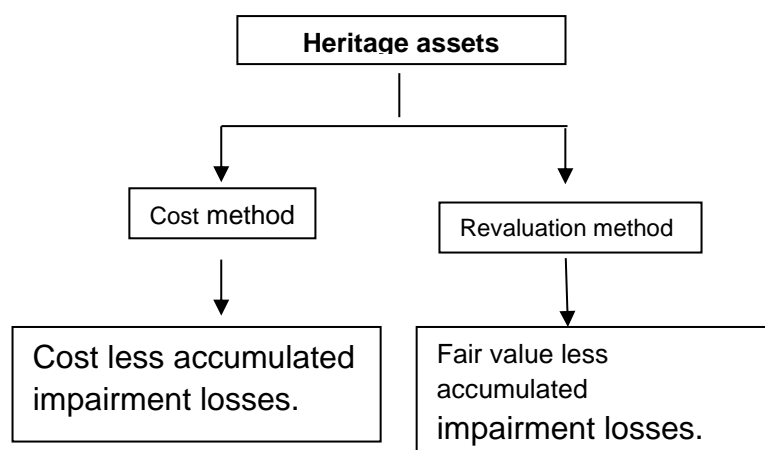 Heritage assets
Cost method
Revaluation method
Cost less accumulated
impairment losses.
Fair value less
accumulated
impairment losses.